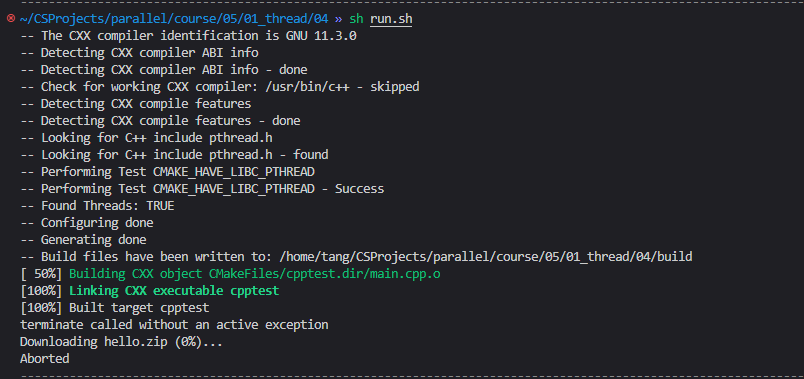 ~/CSProjects/parallel/course/05/01_thread/04 » sh run.sh
-- The CXX compiler identification is GNU 11.3.0
-- Detecting CXX compiler ABI info
-- Detecting CXX compiler ABI info - done
-- Check for working CXX compiler: /usr/bin/c++ - skipped
-- Detecting CXX compile features
-- Detecting CXX compile features - done
-- Looking for C++ include pthread.h
-- Looking for C++ include pthread.h - found
-- Performing Test CMAKE_HAVE_LIBC_PTHREAD
-- Performing Test CMAKE_HAVE_LIBC_PTHREAD - Success
-- Found Threads: TRUE
-- Configuring done
-- Generating done
-- Build files have been written to: /home/tang/CSProjects/parallel/course/05/01_thread/04/build
[ 50%] Building CXX object CMakeFiles/cpptest.dir/main.cpp.o
[100%] Linking CXX executable cpptest
[100%] Built target cpptest
terminate called without an active exception
Downloading hello.zip (0%)...
Aborted